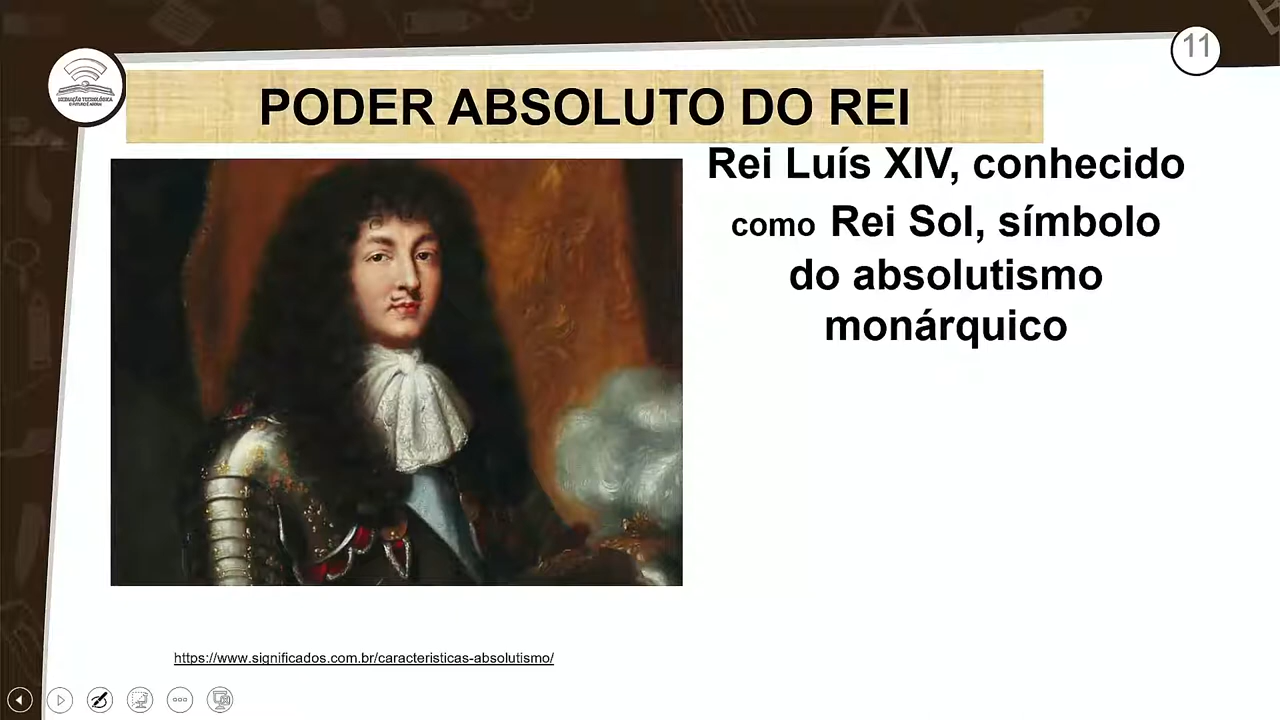 11
PODER ABSOLUTO DO REI
Rei Luís XIV, conhecido
como Rei Sol, símbolo
do absolutismo
monárquico
https://www.significados.com.br/caracteristicas-absolutismo/